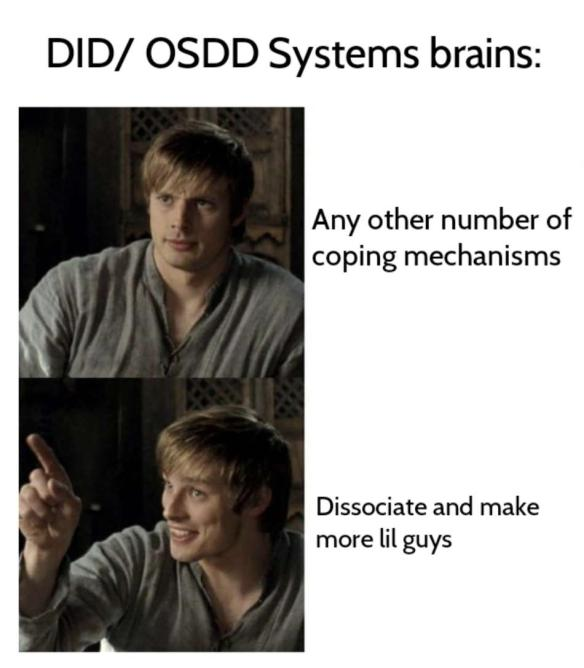 DID/ OSDD Systems brains:
Any other number of
coping mechanisms
Dissociate and make
more lil guys